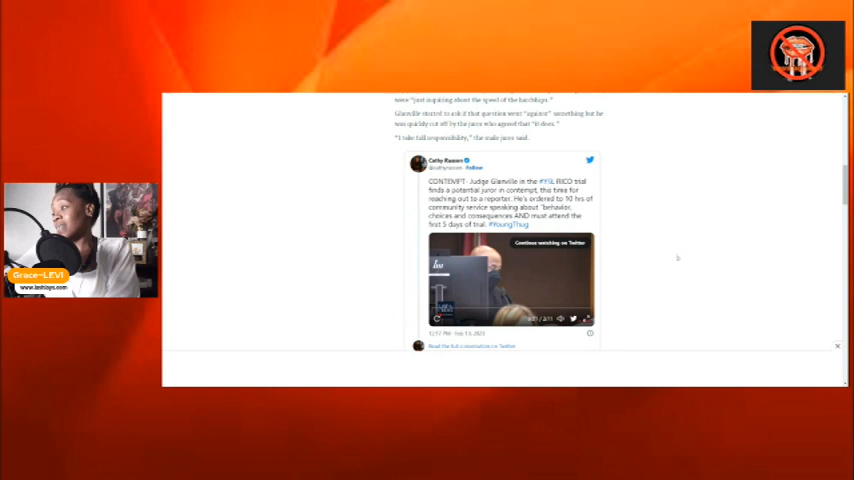 were "just inquiring about the speed of the hardships."
Glanville started to ask if that question went "against" something but he
was quickly cut off by the juror who agreed that "it does."
"I take full responsibility," the male juror said.
Cathy Russon
@cathyrusson · Follow
CONTEMPT- Judge Glanville in the #YSL RICO trial
finds a potential juror in contempt, this time for
reaching out to a reporter. He's ordered to 10 hrs of
community service speaking about "behavior,
choices and consequences AND must attend the
first 5 days of trial. #YoungThug
Continue watching on Twitter
12:57 PM · Feb 13, 2023
Read the full conversation on Twitter
Grace-LEVI